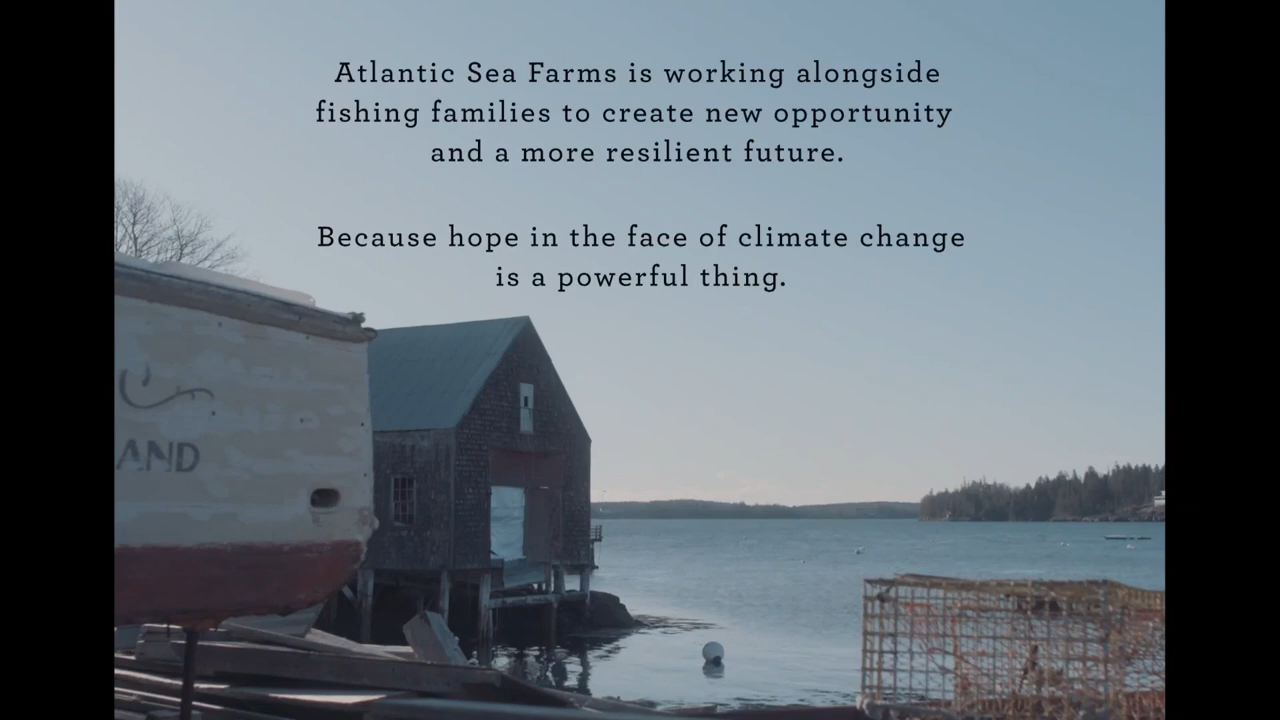 Atlantic Sea Farms is working alongside
fishing families to create new opportunity
and a more resilient future.
Because hope in the face of climate change
is a powerful thing.
AND